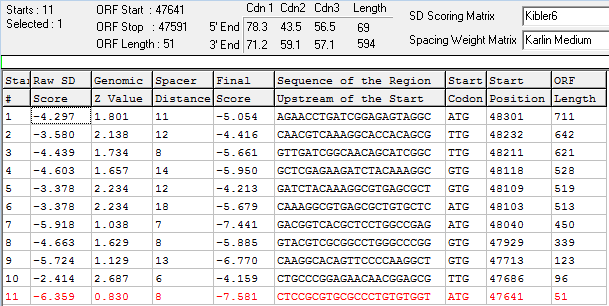 Starts : 11 ORF Start : 47641 Cdn 1 Cdn2 Cdn3 Length SD Scoring Matrix Kibler6
Selected : 1 ORF Stop : 47591 5' End 78.3 43.5 56.5 69
ORF Length : 51 3' End 71.2 59.1 57.1 594 Spacing Weight Matrix Karlin Medium
Star Raw SD Genomic Spacer Final Sequence of the Region Start Start ORF
# Score Z Value Distance Score Upstream of the Start Codon Position Length
1 -4.297 1.801 11 -5.054 AGAACCTGATCGGAGAGTAGGC ATG 48301 711
2 -3.580 2.138 12 -4.416 CAACGTCAAAGGCACCACAGCG TTG 48232 642
3 -4.439 1.734 8 -5.661 GTTGATCGGCAACAGCATCGGC TTG 48211 621
4 -4.603 1.657 14 -5.950 GCTCGAGAAGATCTACAAAGGC GTG 48118 528
5 -3.378 2.234 12 -4.213 GATCTACAAAGGCGTGAGCGCT GTG 48109 519
6 -3.378 2.234 18 -5.679 CAAAGGCGTGAGCGCTGTGCTC ATG 48103 513
7 -5.918 1.038 7 -7.441 GACGGTCACGCTCCTGGCCGAG ATG 48040 450
8 -4.663 1.629 8 -5.885 GTACGTCGCGGCCTGGGCCCGG GTG 47929 339
9 -5.724 1.129 13 -6.770 CAAGGCACAGTTCCCCAAGGCC GTG 47713 123
10 -2.414 2.687 6 -4.159 CTGCCCGGAGAACAACGGAGCG TTG 47686 96
11 -6.359 0.830 8 -7.581 CTCCGCGTGCGCCCTGTGTGGT ATG 47641 51